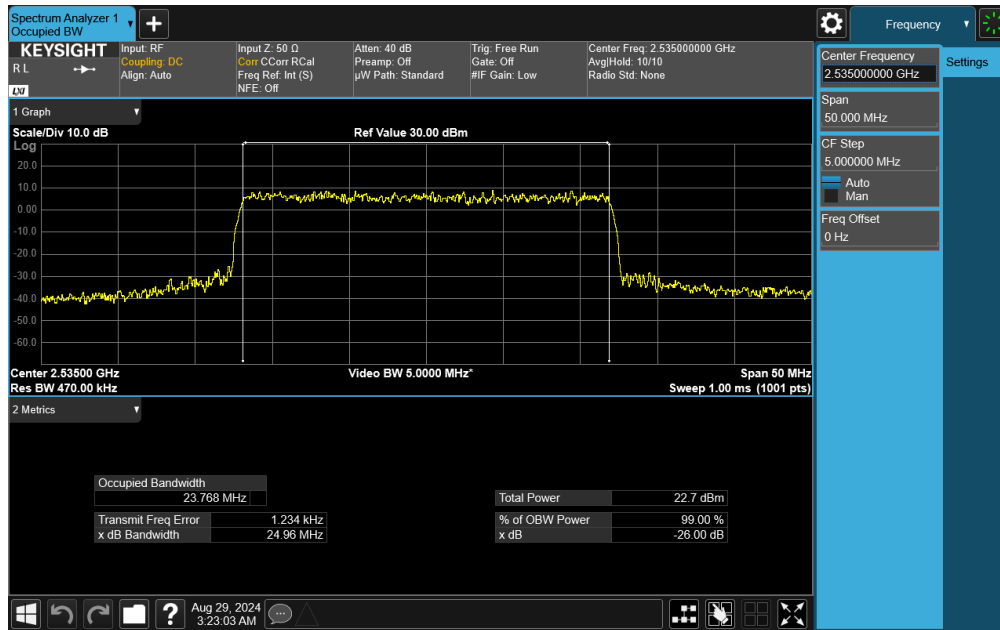 Spectrum Analyzer 1
Occupied BW
Frequency
KEYSIGHT
R L
LXI
Input: RF
Coupling: DC
Align: Auto
Input Z: 50 Ω
Corr CCorr RCal
Freq Ref: Int (S)
NFE: Off
Atten: 40 dB
Preamp: Off
µW Path: Standard
Trig: Free Run
Gate: Off
#IF Gain: Low
Center Freq: 2.535000000 GHz
Avg|Hold: 10/10
Radio Std: None
Center Frequency
2.535000000 GHz
Settings
Span
50.000 MHz
CF Step
5.000000 MHz
Auto
Man
Freq Offset
0 Hz
1 Graph
Scale/Div 10.0 dB
Ref Value 30.00 dBm
Log
20.0
10.0
0.00
-10.0
-20.0
-30.0
-40.0
-50.0
-60.0
Center 2.53500 GHz
Video BW 5.0000 MHz*
Span 50 MHz
Res BW 470.00 kHz
Sweep 1.00 ms (1001 pts)
2 Metrics
Occupied Bandwidth
23.768 MHz
Total Power 22.7 dBm
Transmit Freq Error 1.234 kHz
% of OBW Power 99.00 %
x dB Bandwidth 24.96 MHz
x dB -26.00 dB
?
Aug 29, 2024
3:23:03 AM